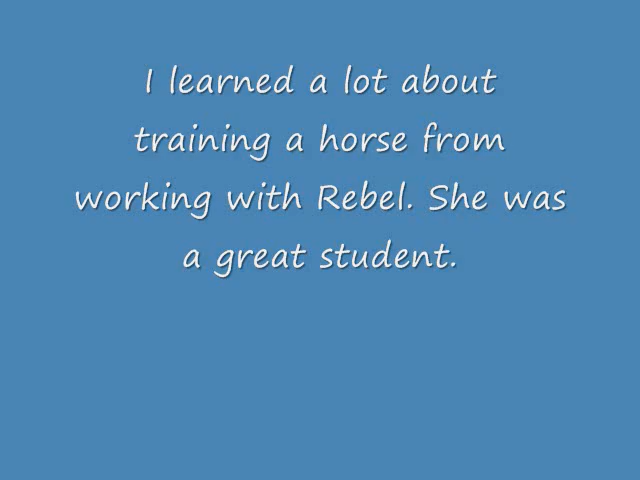 I learned a lot about
training a horse from
working with Rebel. She was
a great student.